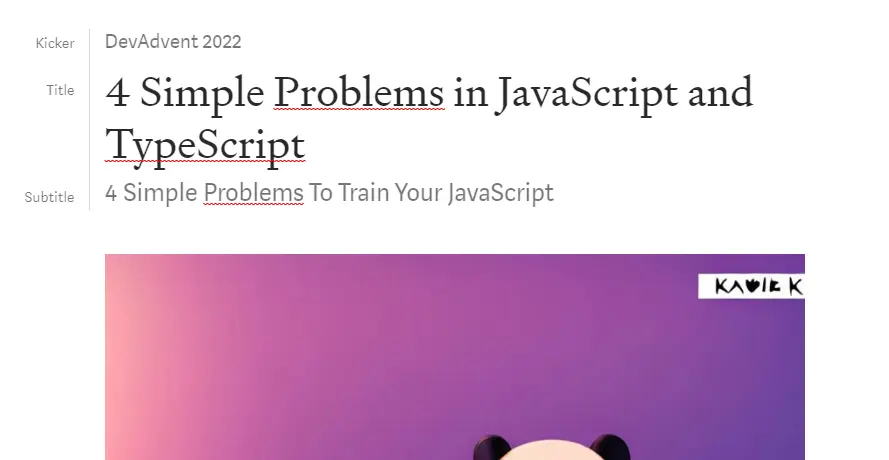 Kicker
DevAdvent 2022
Title
4 Simple Problems in JavaScript and
TypeScript
Subtitle
4 Simple Problems To Train Your JavaScript